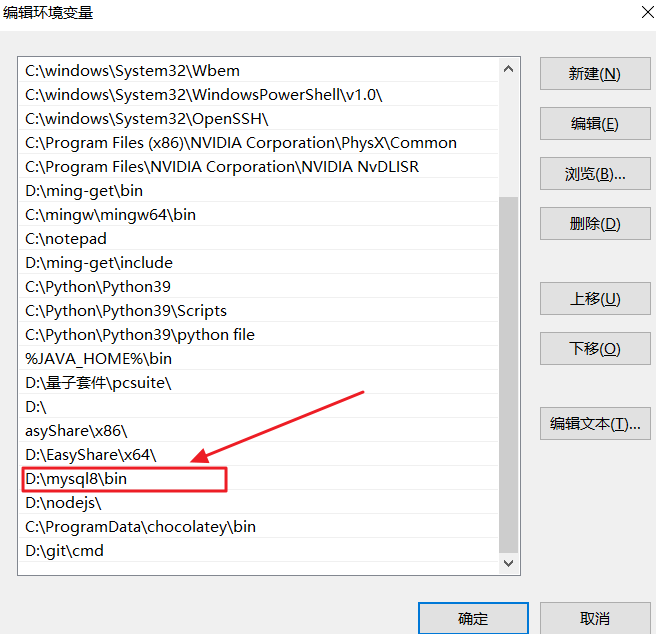 编辑环境变量
C:\windows\System32\Wbem
C:\windows\System32\WindowsPowerShell\v1.0\
C:\windows\System32\OpenSSH\
C:\Program Files (x86)\NVIDIA Corporation\PhysX\Common
C:\Program Files\NVIDIA Corporation\NVIDIA NvDLISR
D:\ming-get\bin
C:\mingw\mingw64\bin
C:\notepad
D:\ming-get\include
C:\Python\Python39
C:\Python\Python39\Scripts
C:\Python\Python39\python file
%JAVA_HOME%\bin
D:\量子套件\pcsuite\
D:\
asyShare\x86\
D:\EasyShare\x64\
D:\mysql8\bin
D:\nodejs\
C:\ProgramData\chocolatey\bin
D:\git\cmd
新建(N)
编辑(E)
浏览(B)...
删除(D)
上移(U)
下移(O)
编辑文本(T)...
确定
取消